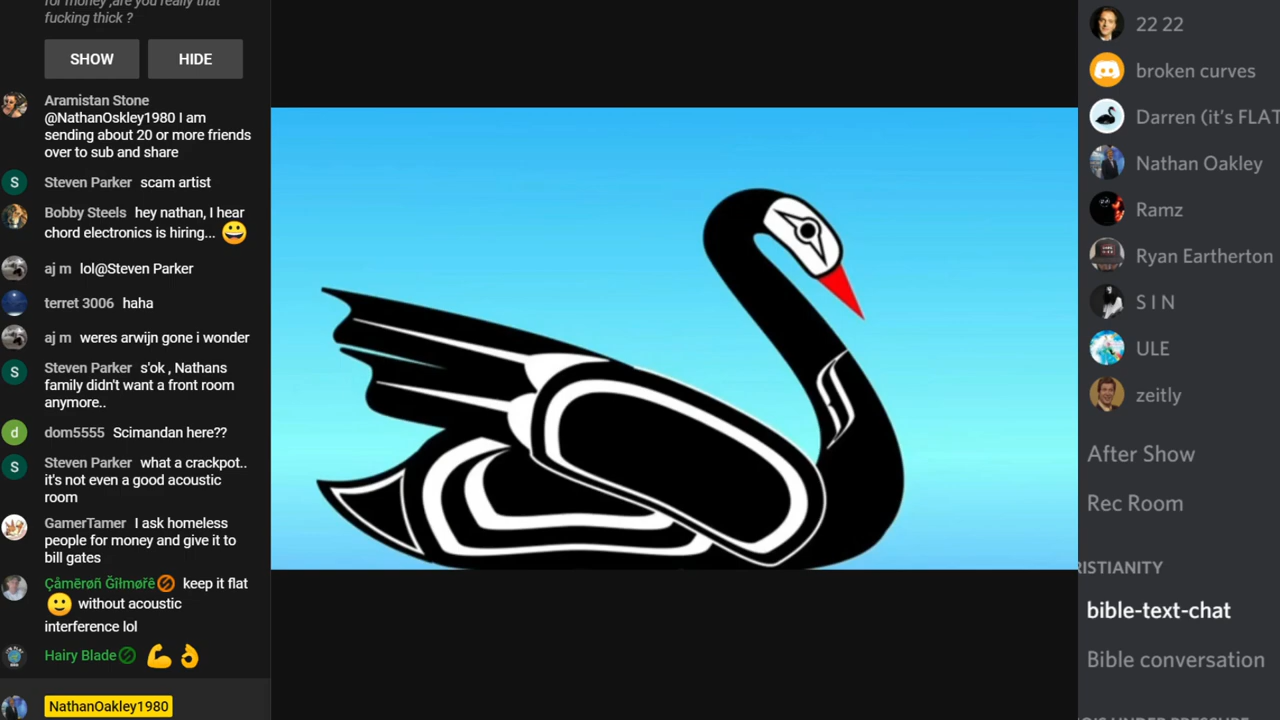 for money ,are you really that
fucking thick ?
SHOW HIDE
Aramistan Stone
@NathanOskley1980 I am
sending about 20 or more friends
over to sub and share
Steven Parker scam artist
Bobby Steels hey nathan, I hear
chord electronics is hiring... 😀
aj m lol@Steven Parker
terret 3006 haha
aj m weres arwijn gone i wonder
Steven Parker s'ok , Nathans
family didn't want a front room
anymore..
dom5555 Scimandan here??
Steven Parker what a crackpot..
it's not even a good acoustic
room
GamerTamer I ask homeless
people for money and give it to
bill gates
Çâmērøñ Ğîłmøřê keep it flat
🙂 without acoustic
interference lol
Hairy Blade 💪 👌
NathanOakley1980
22 22
broken curves
Darren (it's FLAT
Nathan Oakley
Ramz
Ryan Eartherton
S I N
ULE
zeitly
After Show
Rec Room
RISTIANITY
bible-text-chat
Bible conversation